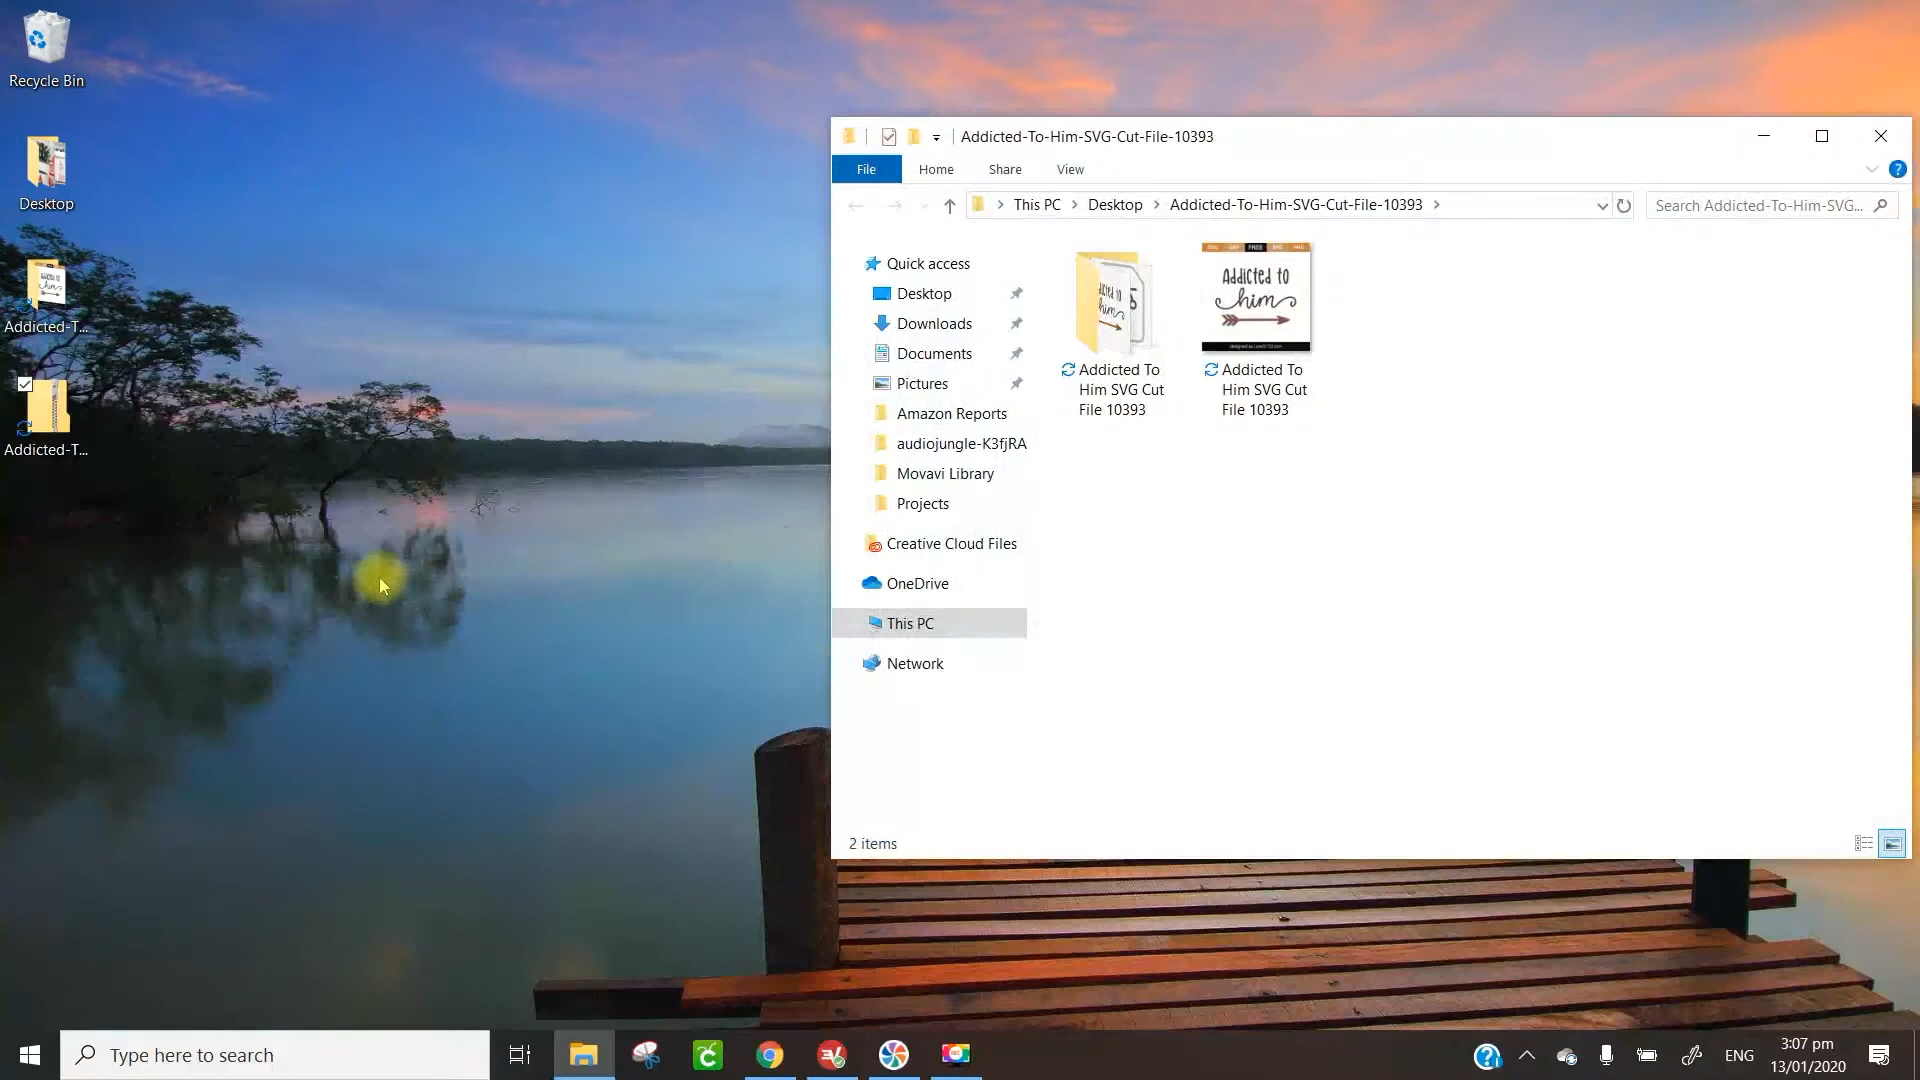 Recycle Bin
Desktop
Addicted-T...
Addicted-T...
Addicted-To-Him-SVG-Cut-File-10393
File
Home
Share
View
This PC
Desktop
Addicted-To-Him-SVG-Cut-File-10393
Search Addicted-To-Him-SVG...
Quick access
Desktop
Downloads
Documents
Pictures
Amazon Reports
audiojungle-K3fjRA
Movavi Library
Projects
Creative Cloud Files
OneDrive
This PC
Network
Addicted To
Him SVG Cut
File 10393
FREE
Addicted to
him
Addicted To
Him SVG Cut
File 10393
2 items
Type here to search
ENG
3:07 pm
13/01/2020